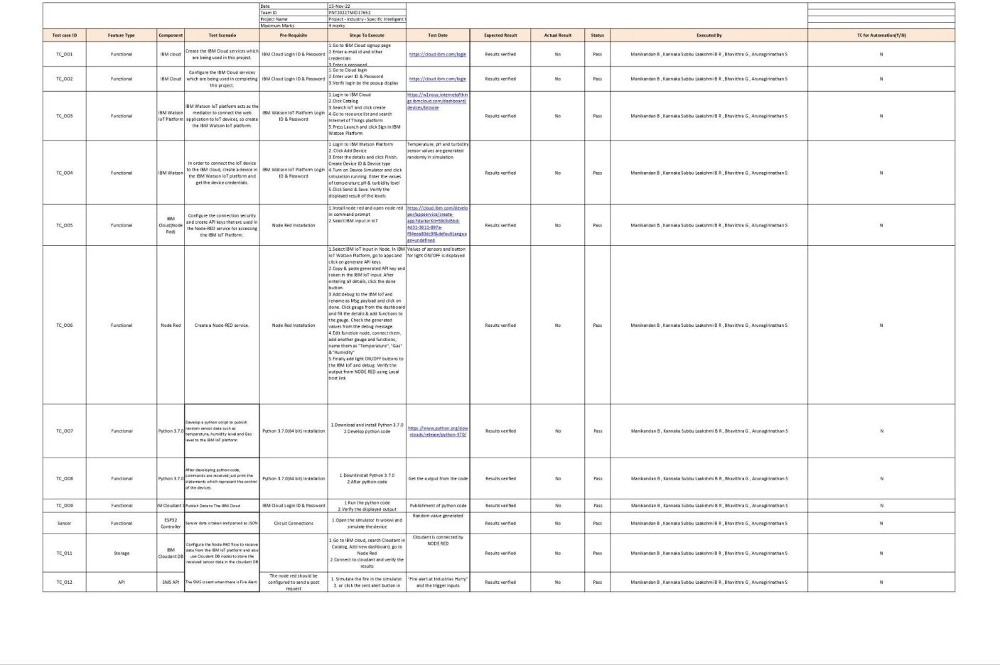 Date 15-Nov-22
Team ID PNT2022TMID17652
Project Name Project - Industry - Specific Intelligent
Maximum Marks 4 marks
Test case ID Feature Type Component Test Scenario Pre-Requisite Steps To Execute Test Date Expected Result Actual Result Status Executed By TC for Automation(Y/N)
TC_OO1 Functional IBM cloud
Create the IBM Cloud services which
are being used in this project.
IBM Cloud Login ID & Password
1.Go to IBM Cloud signup page
2.Enter e-mail id and other
credentials
3.Enter a password
https://cloud.ibm.com/login
Results verified No Pass Manikandan B , Kannaka Subbu Laakshmi B R , Bhavithra G , Arunagirinathan S N
TC_OO2 Functional IBM Cloud
Configure the IBM Cloud services
which are being used in completing
this project.
IBM Cloud Login ID & Password
1.Go to Cloud login
2.Enter user ID & Password
3.Verify login by the popup display
https://cloud.ibm.com/login
Results verified No Pass Manikandan B , Kannaka Subbu Laakshmi B R , Bhavithra G , Arunagirinathan S N
TC_OO3 Functional
IBM Watson
IoT Platform
IBM Watson IoT platform acts as the
mediator to connect the web
application to IoT devices, so create
the IBM Watson IoT platform.
IBM Watson IoT Platform Login
ID & Password
1.Login to IBM Cloud
2.Click Catalog
3.Search IoT and click create
4.Go to resource list and search
Internet of Things platform
5.Press Launch and click Sign in IBM
Watson Platform
https://w1nouz.internetofthin
gs.ibmcloud.com/dashboard/
devices/browse
Results verified No Pass Manikandan B , Kannaka Subbu Laakshmi B R , Bhavithra G , Arunagirinathan S N
TC_OO4 Functional IBM Watson
In order to connect the IoT device
to the IBM cloud, create a device in
the IBM Watson IoT platform and
get the device credentials.
IBM Watson IoT Platform Login
ID & Password
1.Login to IBM Watson Platform
2. Click Add Device
3.Enter the details and click Finish.
Create Device ID & Device type
4.Turn on Device Simulator and click
simulation running. Enter the values
of temperature,pH & turbidity level
5.Click Send & Save. Verify the
displayed result of the levels
Temperature, pH and turbidity
sensor values are generated
randomly in simulation
Results verified No Pass Manikandan B , Kannaka Subbu Laakshmi B R , Bhavithra G , Arunagirinathan S N
TC_OO5 Functional
IBM
Cloud(Node
Red)
Configure the connection security
and create API keys that are used in
the Node-RED service for accessing
the IBM IoT Platform.
Node Red Installation
1.Install node red and open node red
in command prompt
2.Select IBM input in IoT
https://cloud.ibm.com/develo
per/appservice/create-
app?starterKit=59c9d5bd-
4d31-3611-897a-
f94eea80dc9f&defaultLangua
ge=undefined
Results verified No Pass Manikandan B , Kannaka Subbu Laakshmi B R , Bhavithra G , Arunagirinathan S N
TC_OO6 Functional Node Red Create a Node-RED service. Node Red Installation
1.Select IBM IoT input in Node. In IBM
IoT Watson Platform, go to apps and
click on generate API keys.
2.Copy & paste generated API key and
token in the IBM IoT input. After
entering all details, click the done
button.
3.Add debug to the IBM IoT and
rename as Msg.payload and click on
done. Click gauge from the dashboard
and fill the details & add functions to
the gauge. Check the generated
values from the debug message.
4.Edit function node, connect them,
add another gauge and functions,
name them as "Temperature", "Gas"
&"Humidity"
5.Finally add light ON/OFF buttons to
the IBM IoT and debug. Verify the
output from NODE RED using Local
host link
Values of sensors and button
for light ON/OFF is displayed
Results verified No Pass Manikandan B , Kannaka Subbu Laakshmi B R , Bhavithra G , Arunagirinathan S N
TC_OO7 Functional Python 3.7.0
Develop a python script to publish
random sensor data such as
temperature, humidity level and Gas
level to the IBM IoT platform
Python 3.7.0(64 bit) installation
1.Download and install Python 3.7.0
2.Develop python code
https://www.python.org/dow
nloads/release/python-370/
Results verified No Pass Manikandan B , Kannaka Subbu Laakshmi B R , Bhavithra G , Arunagirinathan S N
TC_OO8 Functional Python 3.7.0
After developing python code,
commands are received just print the
statements which represent the control
of the devices.
Python 3.7.0(64 bit) installation
1.Downlinstall Python 3.7.0
2.After python code
Get the output from the code
Results verified No Pass Manikandan B , Kannaka Subbu Laakshmi B R , Bhavithra G , Arunagirinathan S N
TC_OO9 Functional M Cloudant Publish Data to The IBM Cloud IBM Cloud Login ID & Password
1.Run the python code
2.Verify the displayed output
Publishment of python code
Results verified No Pass Manikandan B , Kannaka Subbu Laakshmi B R , Bhavithra G , Arunagirinathan S N
Sensor Functional
ESP32
Controller
Sensor data is taken and parsed as JSON Circuit Connections
1.Open the simulator in wokwi and
simulate the device
Random value generated
Results verified No Pass Manikandan B , Kannaka Subbu Laakshmi B R , Bhavithra G , Arunagirinathan S N
TC_O11 Storage
IBM
Cloudant DB
Configure the Node-RED flow to receive
data from the IBM IoT platform and also
use Cloudant DB nodes to store the
received sensor data in the cloudant DB
1.Go to IBM cloud, search Cloudant in
Catalog, Add new dashboard, go to
Node Red
2.Connect to cloudant and verify the
results
Cloudant is connected by
NODE RED
Results verified No Pass Manikandan B , Kannaka Subbu Laakshmi B R , Bhavithra G , Arunagirinathan S N
TC_O12 API SMS API The SMS is sent when there is Fire Alert.
The node red should be
configured to send a post
request
1. Simulate the fire in the simulator.
2. or click the sent alert button in
"Fire alert at Industries Hurry"
and the trigger inputs
Results verified No Pass Manikandan B , Kannaka Subbu Laakshmi B R , Bhavithra G , Arunagirinathan S N